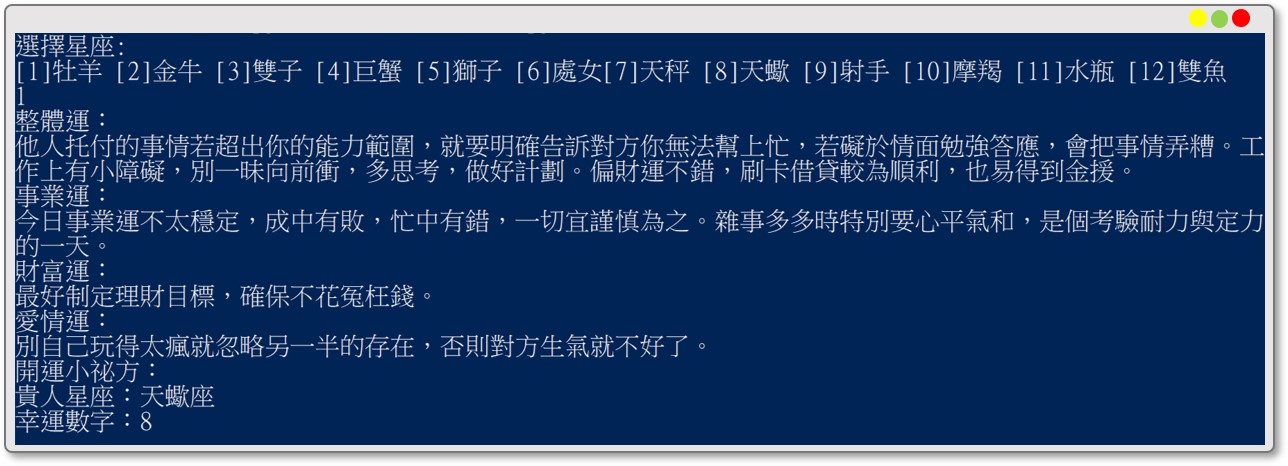 選擇星座:
[1]牡羊 [2]金牛 [3]雙子 [4]巨蟹 [5]獅子 [6]處女[7]天秤 [8]天蠍 [9]射手 [10]摩羯 [11]水瓶 [12]雙魚
1
整體運：
他人托付的事情若超出你的能力範圍，就要明確告訴對方你無法幫上忙，若礙於情面勉強答應，會把事情弄糟。工
作上有小障礙，別一昧向前衝，多思考，做好計劃。偏財運不錯，刷卡借貸較為順利，也易得到金援。
事業運：
今日事業運不太穩定，成中有敗，忙中有錯，一切宜謹慎為之。雜事多多時特別要心平氣和，是個考驗耐力與定力
的一天。
財富運：
最好制定理財目標，確保不花冤枉錢。
愛情運：
別自己玩得太瘋就忽略另一半的存在，否則對方生氣就不好了。
開運小祕方：
貴人星座：天蠍座
幸運數字：8